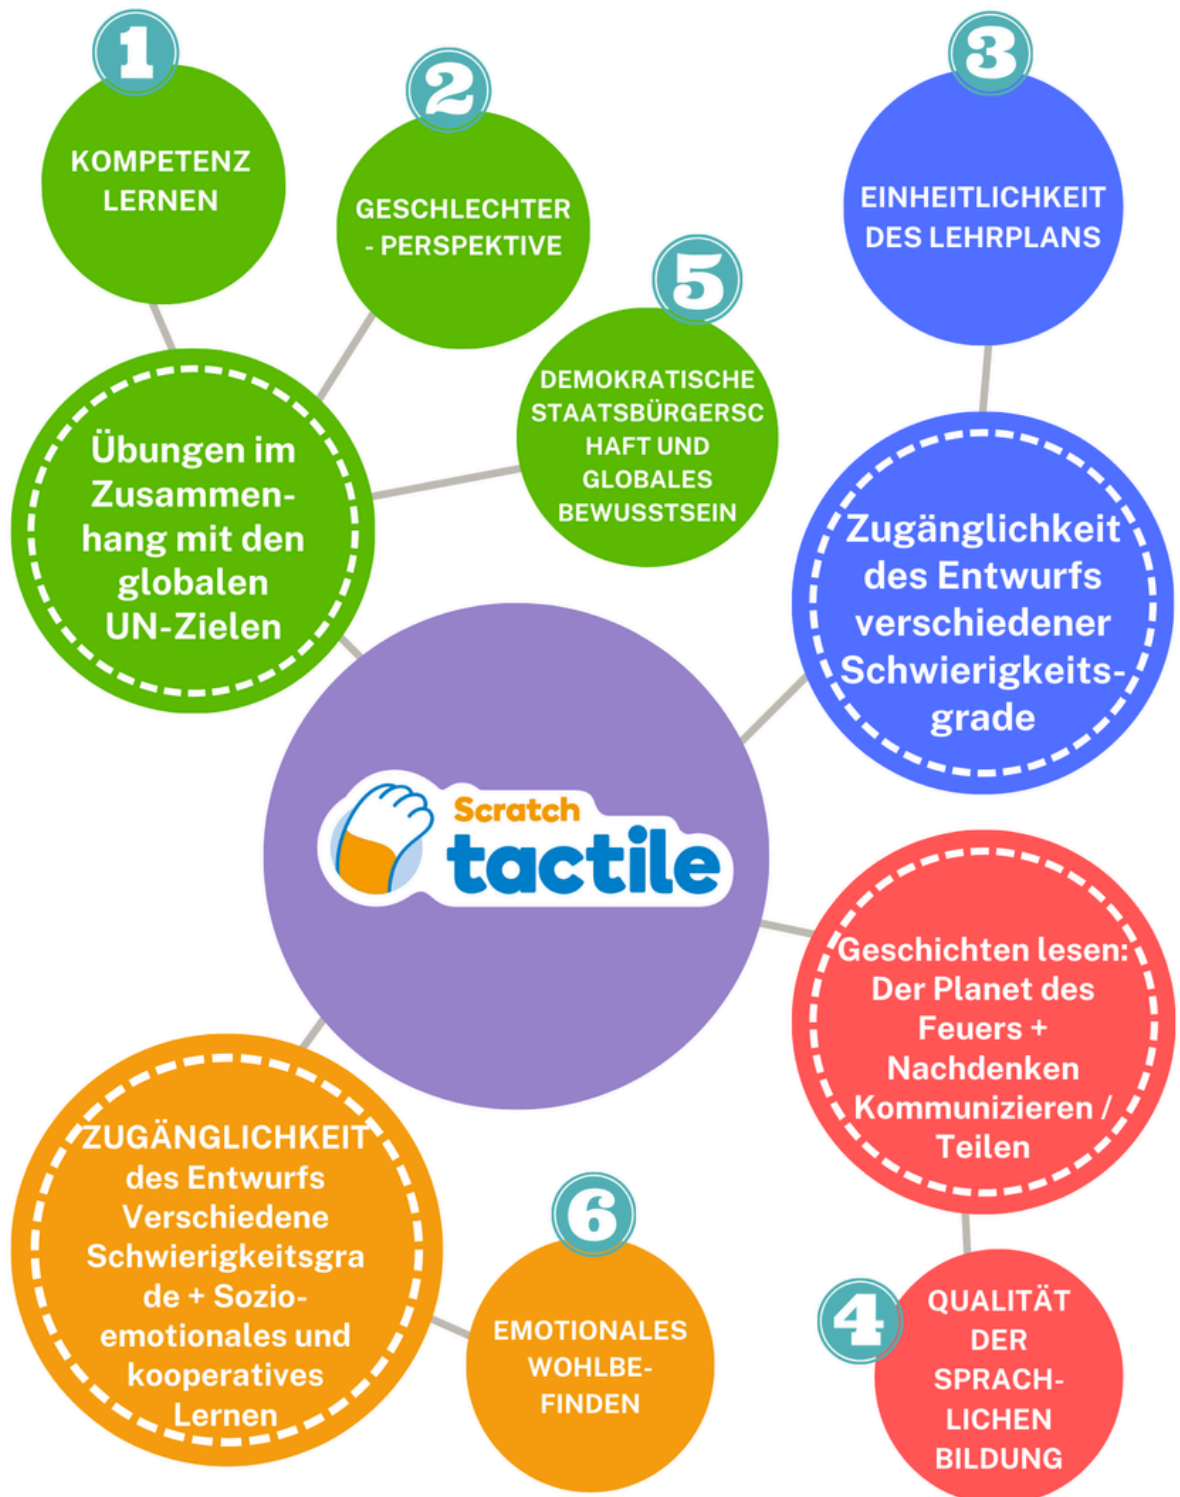 1
KOMPETENZ
LERNEN
2
GESCHLECHTER
- PERSPEKTIVE
3
EINHEITLICHKEIT
DES LEHRPLANS
5
DEMOKRATISCHE
STAATSBÜRGERSC
HAFT UND
GLOBALES
BEWUSSTSEIN
Übungen im
Zusammen-
hang mit den
globalen
UN-Zielen
Zugänglichkeit
des Entwurfs
verschiedener
Schwierigkeits-
grade
Scratch
tactile
Geschichten lesen:
Der Planet des
Feuers +
Nachdenken
Kommunizieren /
Teilen
ZUGÄNGLICHKEIT
des Entwurfs
Verschiedene
Schwierigkeitsgra
de + Sozio-
emotionales und
kooperatives
Lernen
6
EMOTIONALES
WOHLBE-
FINDEN
4
QUALITÄT
DER
SPRACH-
LICHEN
BILDUNG